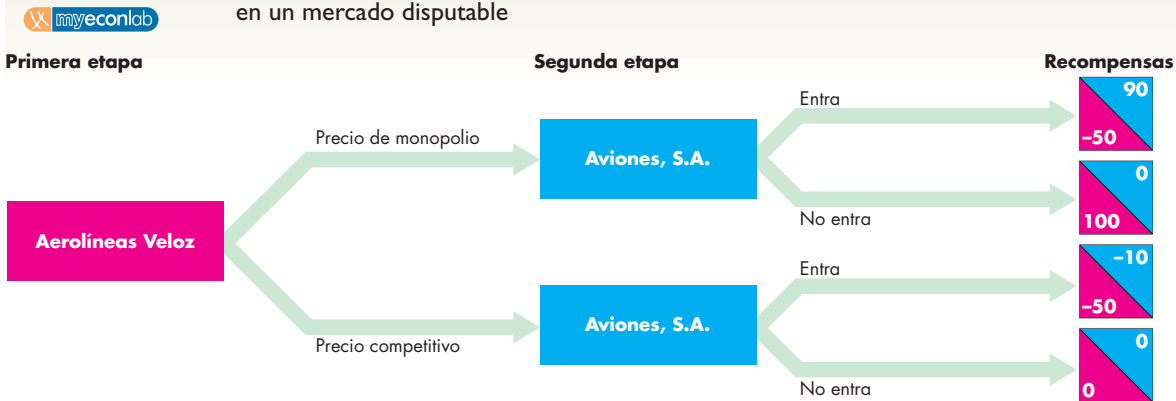 myeconlab
en un mercado disputable
Primera etapa
Segunda etapa
Recompensas
Aerolíneas Veloz
Precio de monopolio
Precio competitivo
Aviones, S.A.
Entra
No entra
Aviones, S.A.
Entra
No entra
90
–50
0
100
–10
–50
0
0